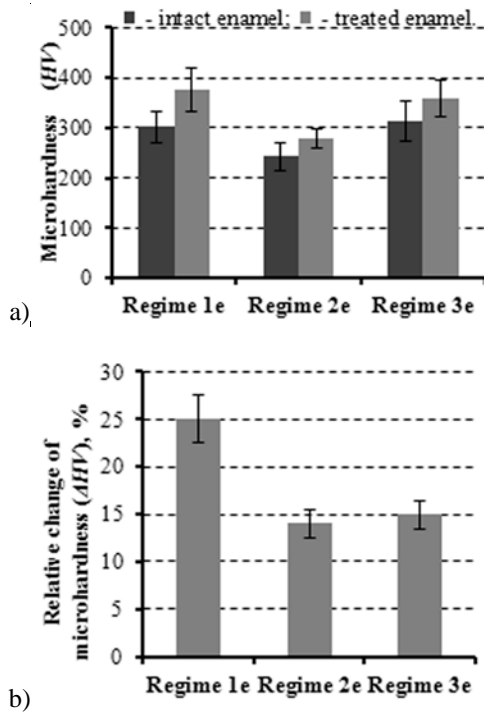 - intact enamel; - treated enamel.
Microhardness (HV)
500
400
300
200
100
0
Regime 1e Regime 2e Regime 3e
a)
Relative change of
microhardness (ΔHV), %
30
25
20
15
10
5
0
Regime 1e Regime 2e Regime 3e
b)